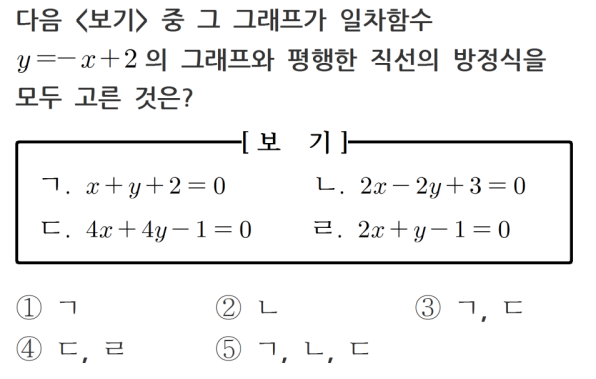 다음 〈보기〉 중 그 그래프가 일차함수
y=-x+2의 그래프와 평행한 직선의 방정식을
모두 고른 것은?
[ 보 기 ]
ㄱ. x+y+2=0 ㄴ. 2x-2y+3=0
ㄷ. 4x+4y-1=0 ㄹ. 2x+y-1=0
① ㄱ ② ㄴ ③ ㄱ, ㄷ
④ ㄷ, ㄹ ⑤ ㄱ, ㄴ, ㄷ